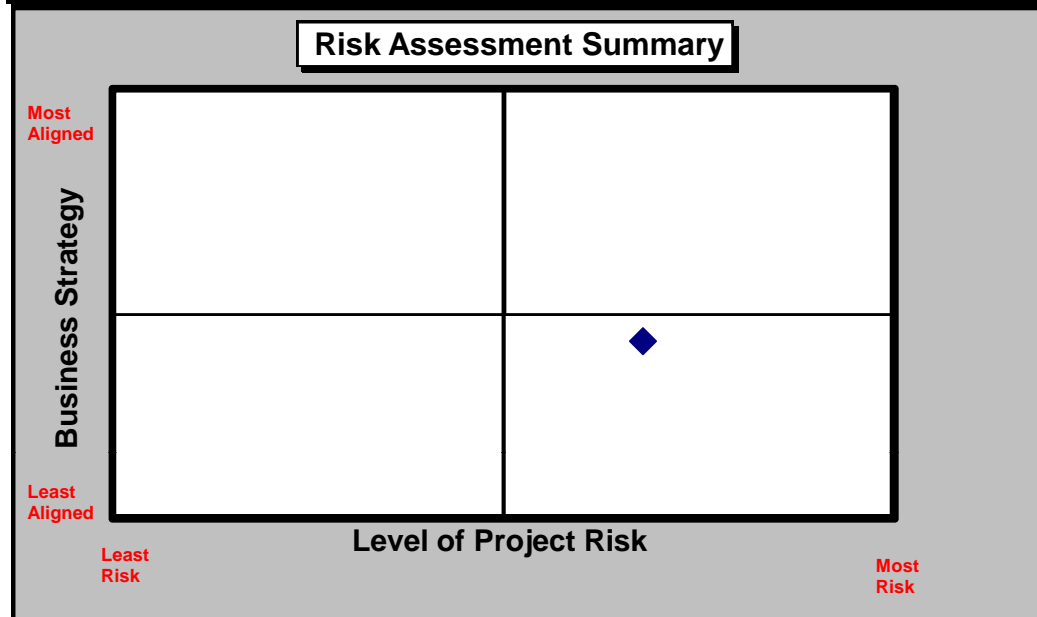 Risk Assessment Summary
Most
Aligned
Business Strategy
Least
Aligned
Level of Project Risk
Least
Risk
Most
Risk